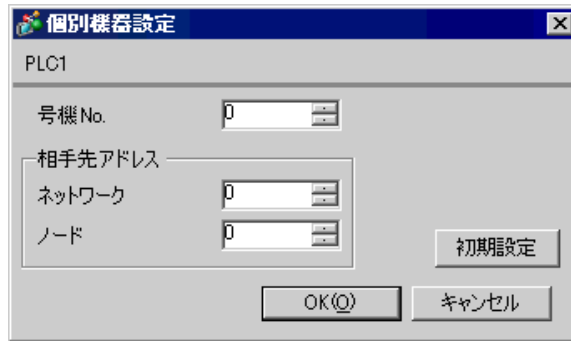 個別機器設定
PLC1
号機No. 0
相手先アドレス
ネットワーク 0
ノード 0
初期設定
OK(O) キャンセル